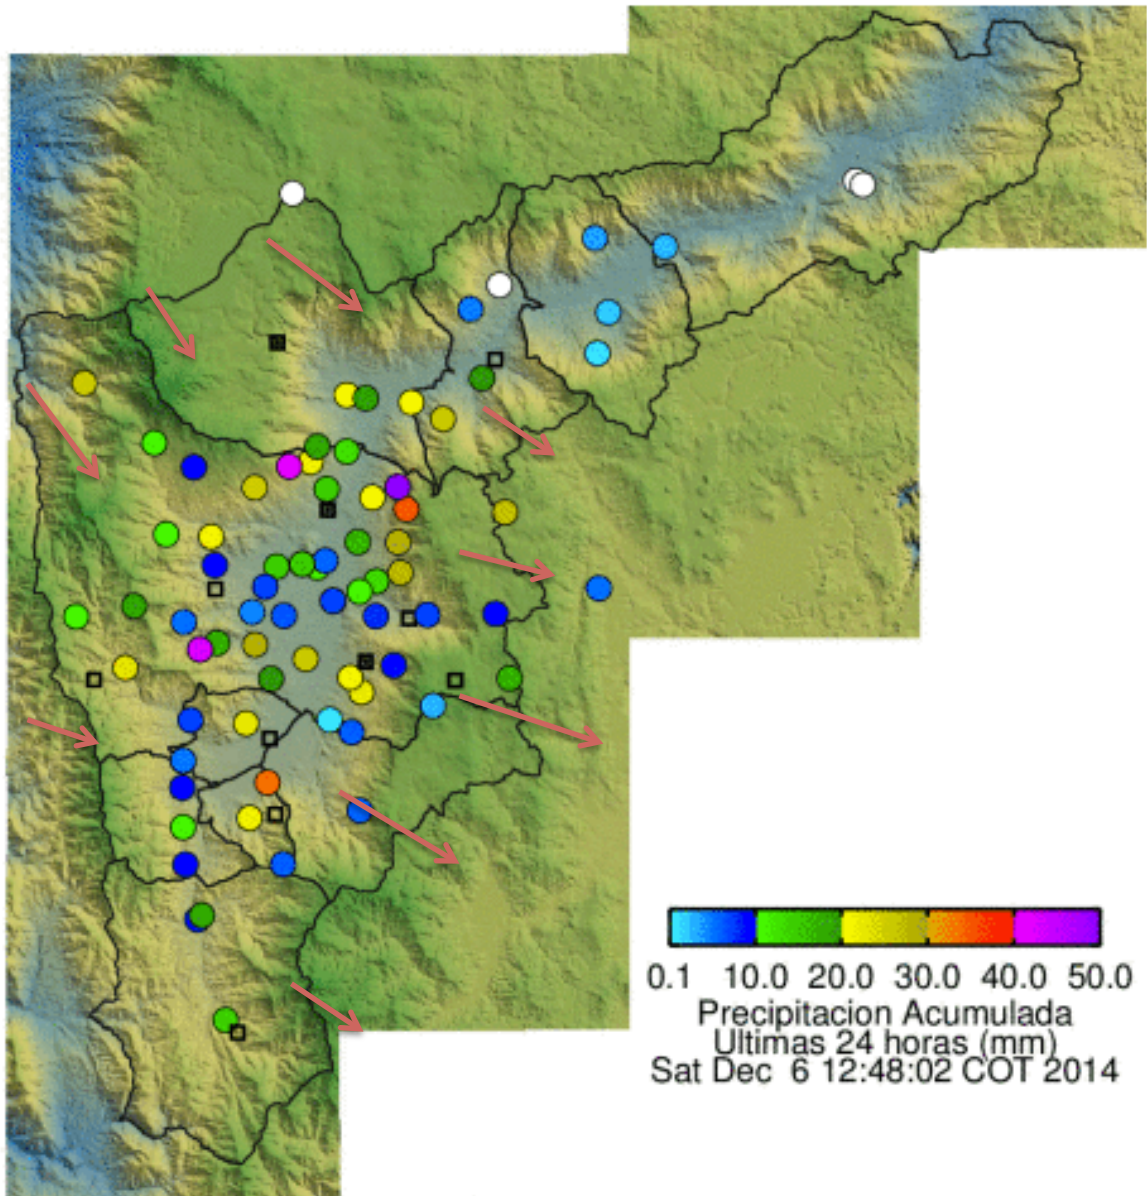 0.1 10.0 20.0 30.0 40.0 50.0
Precipitacion Acumulada
Ultimas 24 horas (mm)
Sat Dec 6 12:48:02 COT 2014